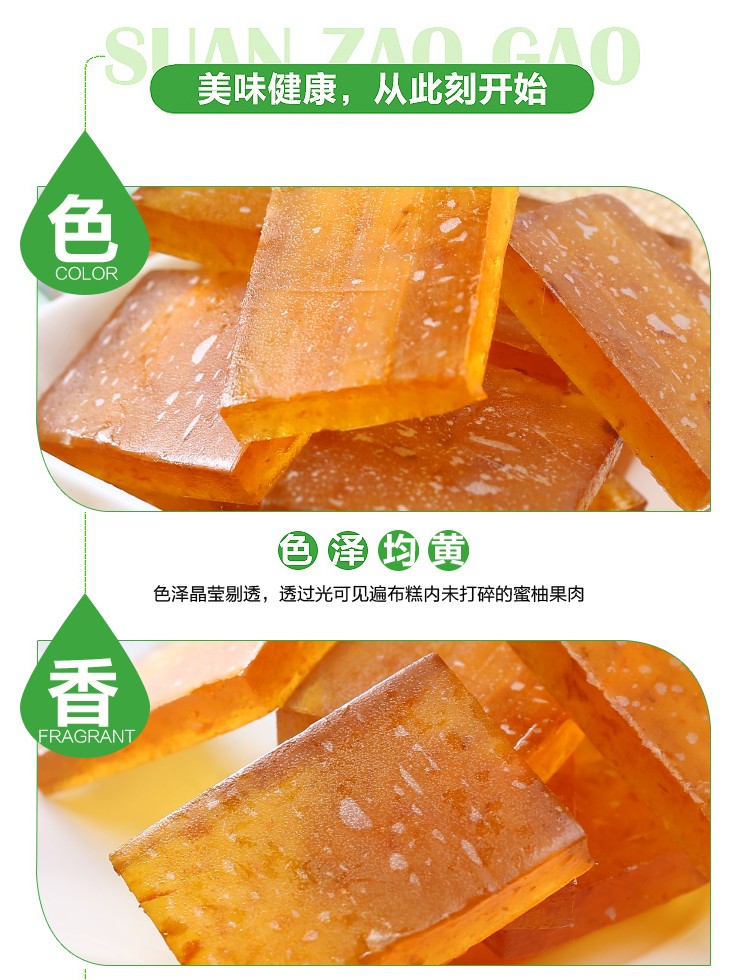 SUAN ZAO GAO
美味健康，从此刻开始
色
COLOR
色泽均黄
色泽晶莹剔透，透过光可见遍布糕内未打碎的蜜柚果肉
香
FRAGRANT